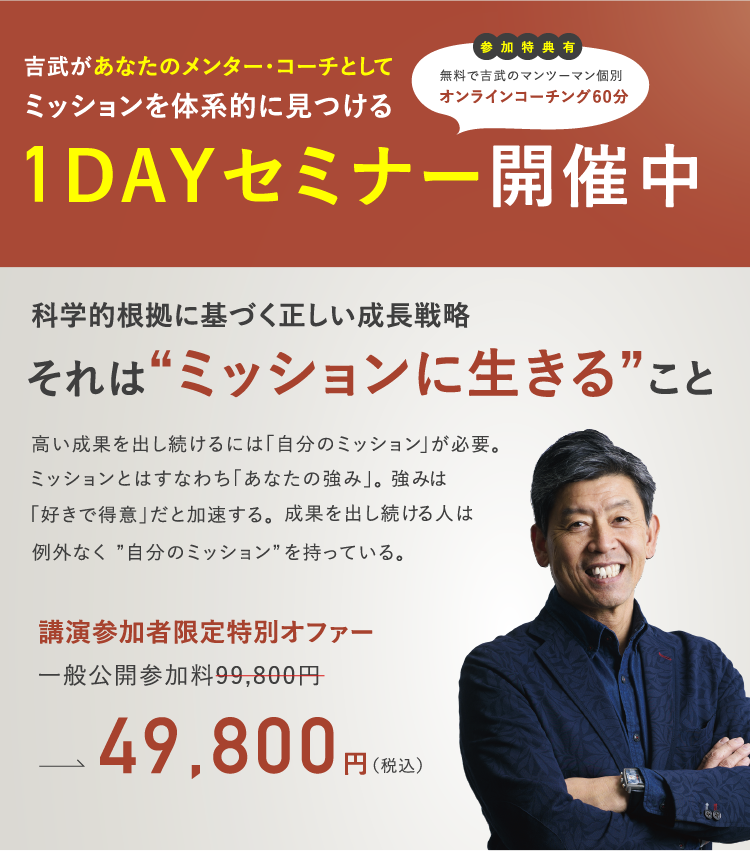 吉武があなたのメンター・コーチとして
ミッションを体系的に見つける
参加特典有
無料で吉武のマンツーマン個別
オンラインコーチング60分
1DAYセミナー開催中
科学的根拠に基づく正しい成長戦略
それは“ミッションに生きる”こと
高い成果を出し続けるには「自分のミッション」が必要。
ミッションとはすなわち「あなたの強み」。強みは
「好きで得意」だと加速する。成果を出し続ける人は
例外なく ”自分のミッション” を持っている。
講演参加者限定特別オファー
一般公開参加料99,800円
→ 49,800円(税込)